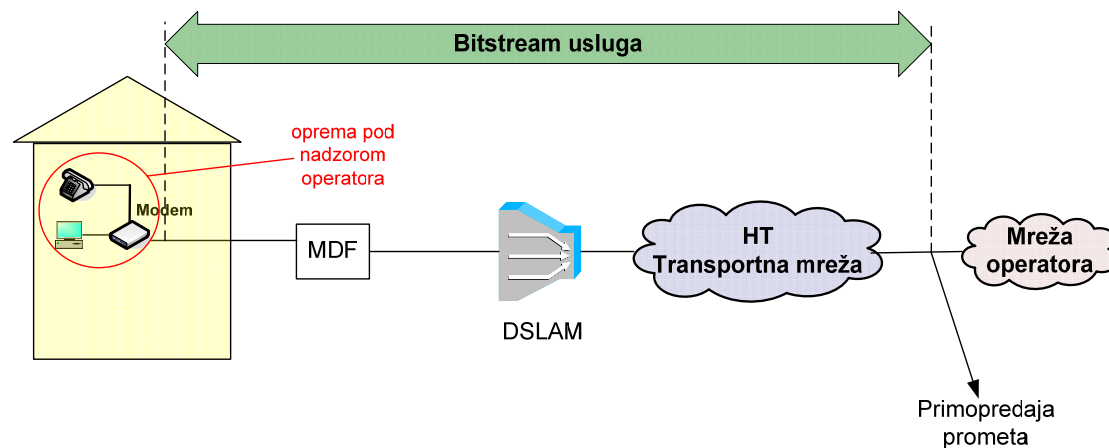 Bitstream usluga
oprema pod
nadzorom
operatora
Modem
MDF
DSLAM
HT
Transportna mreža
Mreža
operatora
Primopredaja
prometa